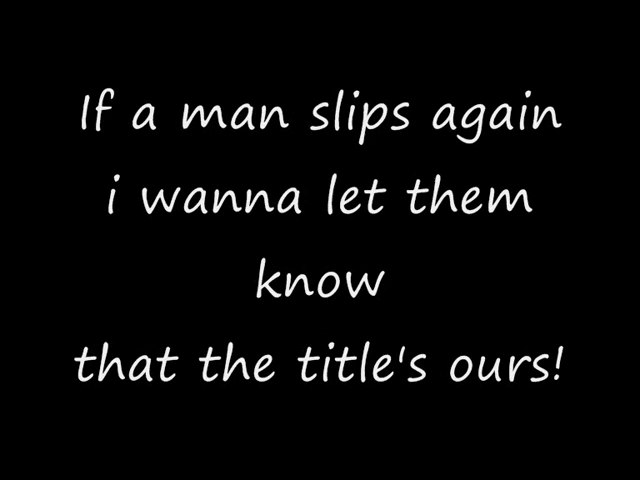 If a man slips again
i wanna let them
know
that the title's ours!